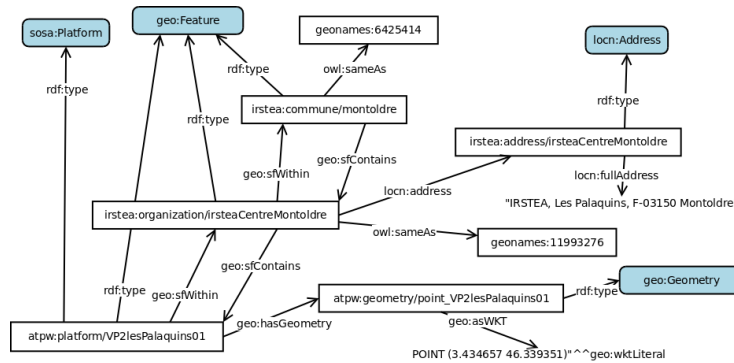 sosa:Platform
geo:Feature
geonames:6425414
locn:Address
rdf:type
owl:sameAs
rdf:type
rdf:type
irstea:commune/montoldre
rdf:type
irstea:address/irsteaCentreMontoldre
geo:sfContains
geo:sfWithin
locn:fullAddress
locn:address
"IRSTEA, Les Palaquins, F-03150 Montoldre
irstea:organization/irsteaCentreMontoldre
owl:sameAs
geonames:11993276
geo:sfContains
geo:Geometry
rdf:type
geo:sfWithin
atpw:geometry/point_VP2lesPalaquins01
rdf:type
geo:hasGeometry
geo:asWKT
atpw:platform/VP2lesPalaquins01
POINT (3.434657 46.339351)"^^geo:wktLiteral